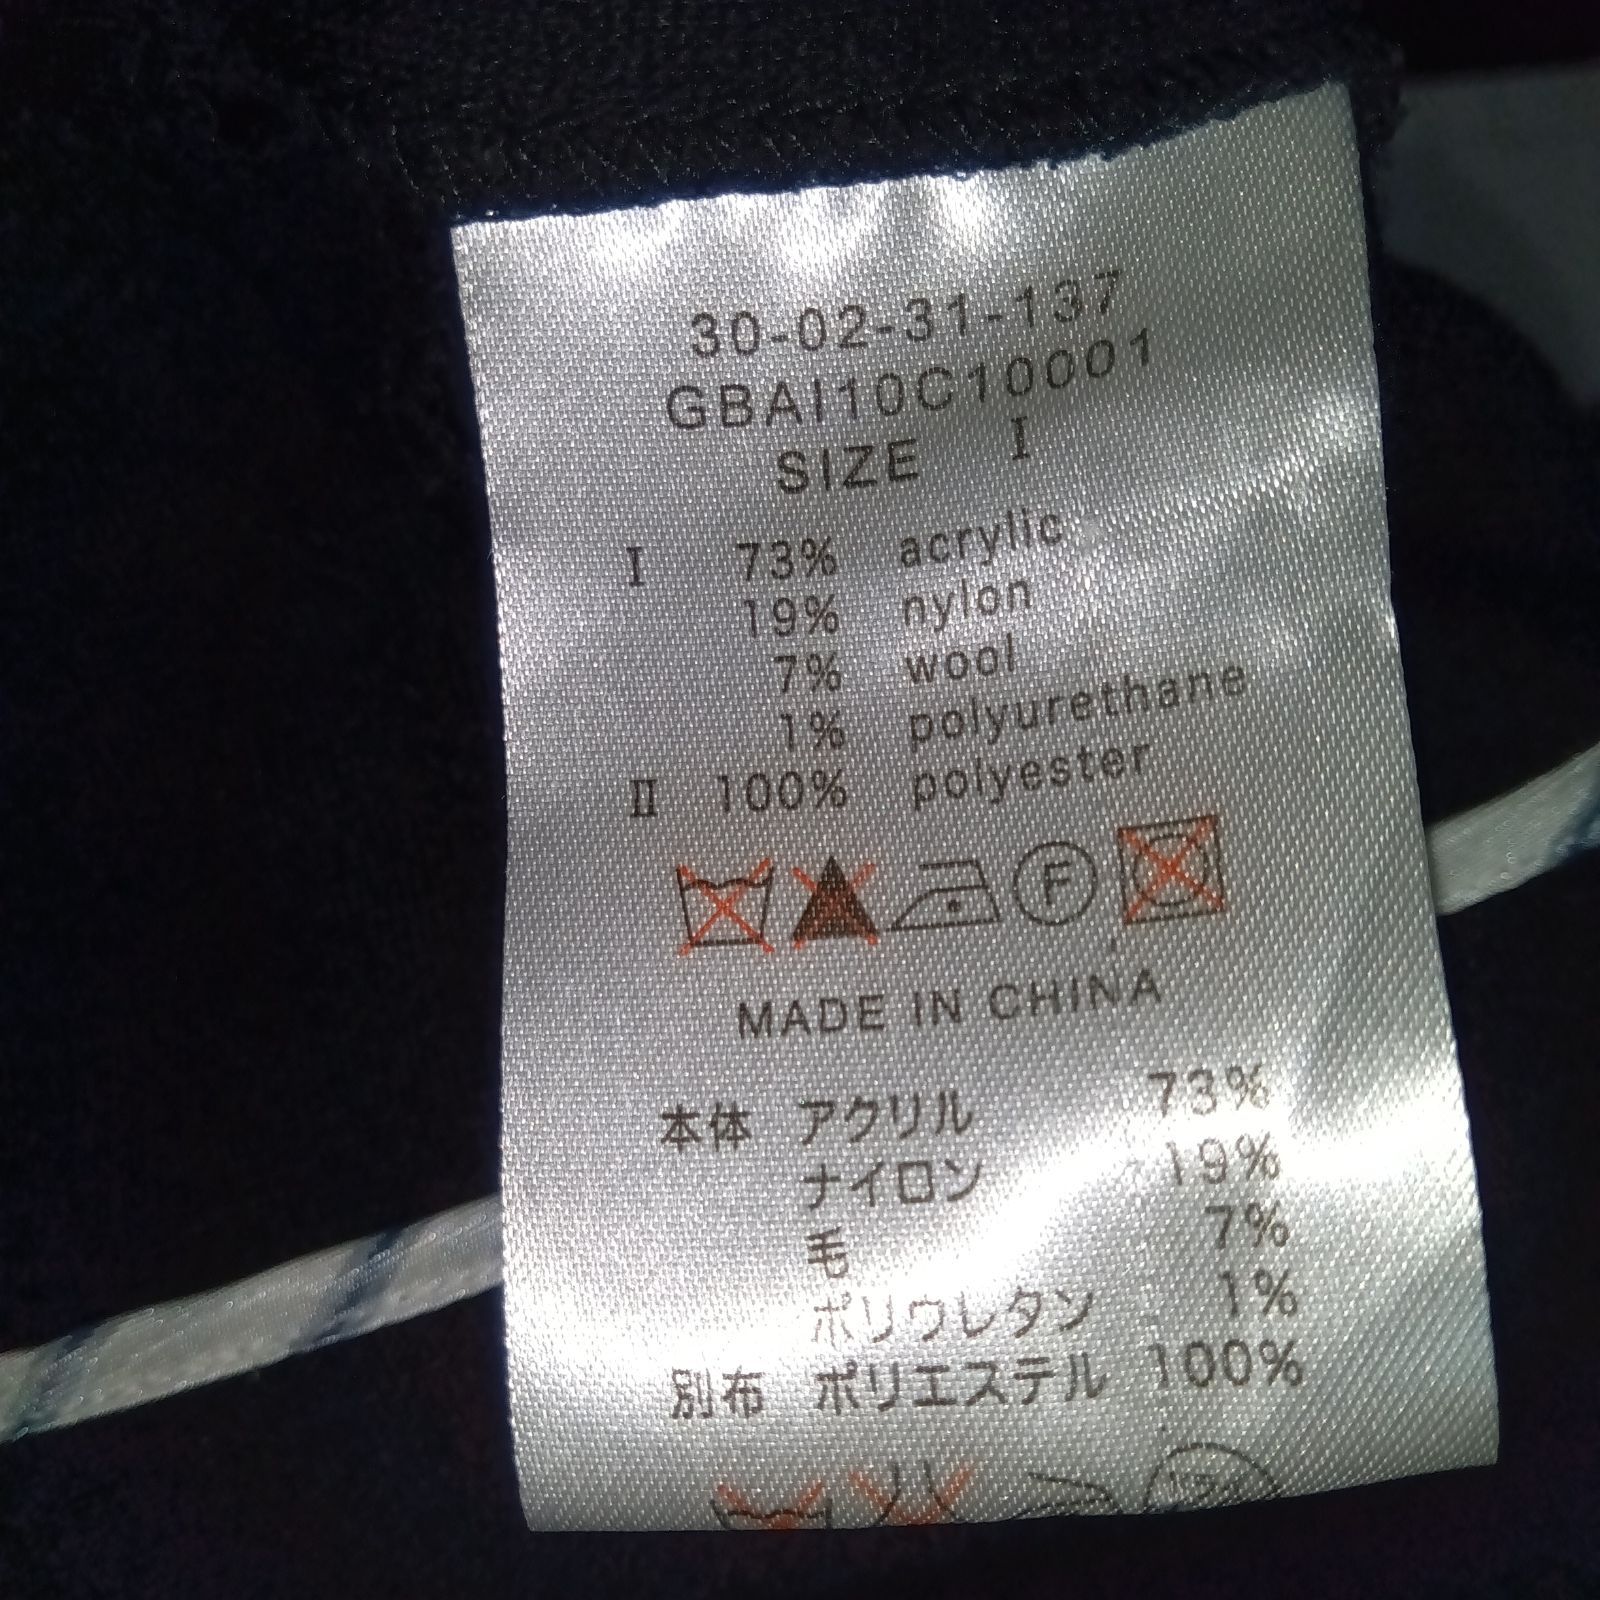 30-02-31-137
GBAI10C10001
SIZE I
I 73% acrylic
19% nylon
7% wool
1% polyurethane
II 100% polyester
F
MADE IN CHINA
本体 アクリル 73%
ナイロン 19%
毛 7%
ポリウレタン 1%
別布 ポリエステル 100%